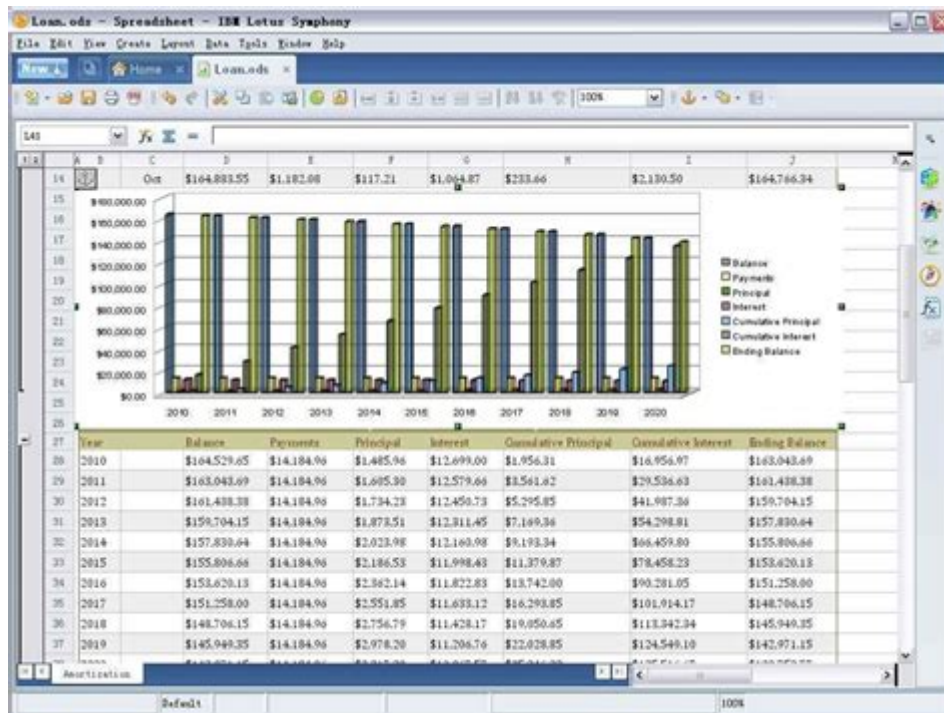 Loan.ods - Spreadsheet - IBM Lotus Symphony
File Edit View Create Layout Data Tools Window Help
New Home × Loan.ods ×
100%
L43 fx Σ =
1 2 A B C D E F G H I J
14 Oct $164,883.55 $1,182.08 $117.21 $1,064.87 $233.66 $2,130.50 $164,766.34
15 $180,000.00
16 $160,000.00
17 $140,000.00
18 $120,000.00 Balance
19 $100,000.00 Payments
20 $80,000.00 Principal
21 $60,000.00 Interest
22 $40,000.00 Cumulative Principal
23 $20,000.00 Cumulative Interest
24 $0.00 Ending Balance
25 2010 2011 2012 2013 2014 2015 2016 2017 2018 2019 2020
26
27 Year Balance Payments Principal Interest Cumulative Principal Cumulative Interest Ending Balance
28 2010 $164,529.65 $14,184.96 $1,485.96 $12,699.00 $1,956.31 $16,956.97 $163,043.69
29 2011 $163,043.69 $14,184.96 $1,605.30 $12,579.66 $3,561.62 $29,536.63 $161,438.38
30 2012 $161,438.38 $14,184.96 $1,734.23 $12,450.73 $5,295.85 $41,987.36 $159,704.15
31 2013 $159,704.15 $14,184.96 $1,873.51 $12,311.45 $7,169.36 $54,298.81 $157,830.64
32 2014 $157,830.64 $14,184.96 $2,023.98 $12,160.98 $9,193.34 $66,459.80 $155,806.66
33 2015 $155,806.66 $14,184.96 $2,186.53 $11,998.43 $11,379.87 $78,458.23 $153,620.13
34 2016 $153,620.13 $14,184.96 $2,362.14 $11,822.83 $13,742.00 $90,281.05 $151,258.00
35 2017 $151,258.00 $14,184.96 $2,551.85 $11,633.12 $16,293.85 $101,914.17 $148,706.15
36 2018 $148,706.15 $14,184.96 $2,756.79 $11,428.17 $19,050.65 $113,342.34 $145,949.35
37 2019 $145,949.35 $14,184.96 $2,978.20 $11,206.76 $22,028.85 $124,549.10 $142,971.15
Amortization
Default 100%